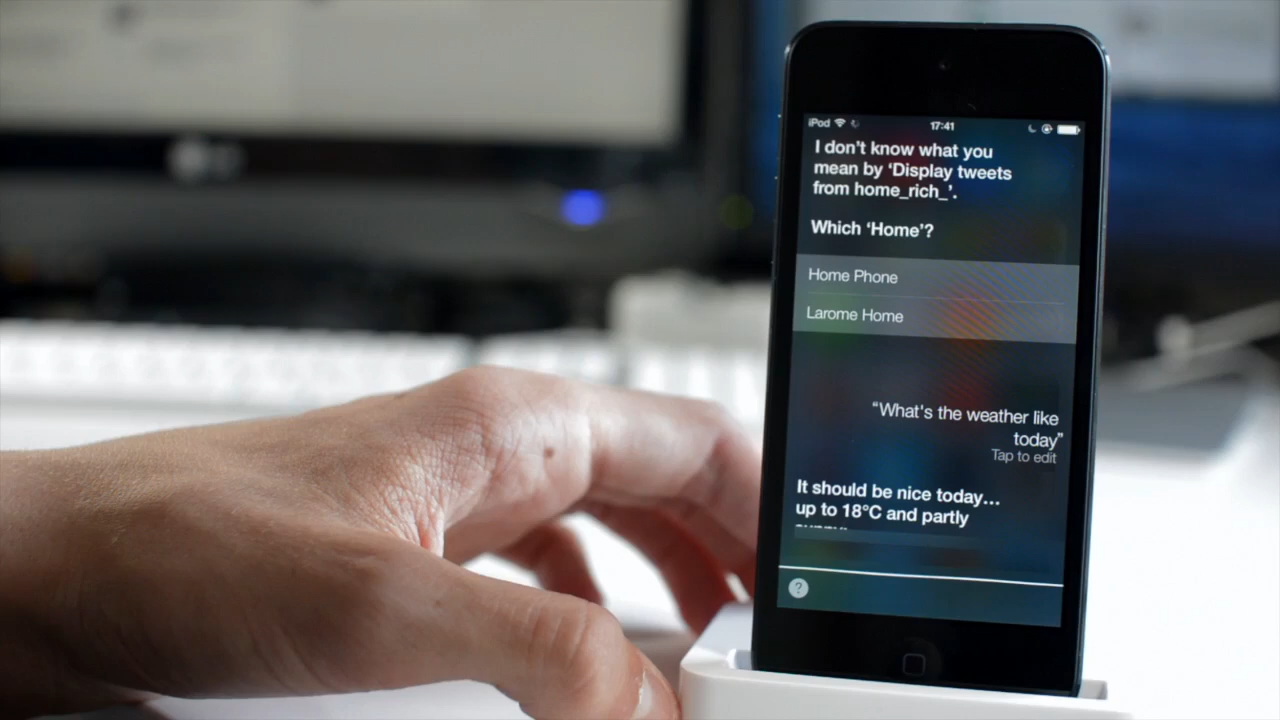 iPod 17:41
I don't know what you
mean by 'Display tweets
from home_rich_'.
Which 'Home'?
Home Phone
Larome Home
“What's the weather like
today”
Tap to edit
It should be nice today…
up to 18°C and partly
?